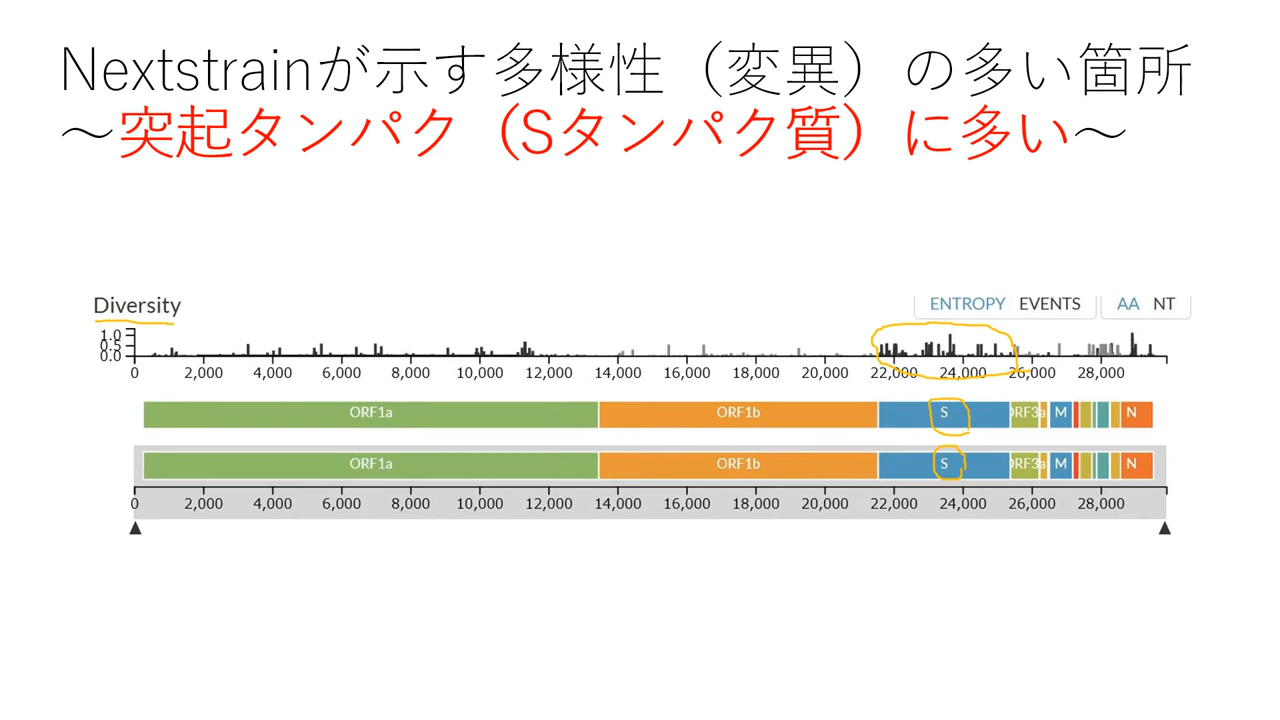 Nextstrainが示す多様性（変異）の多い箇所
～突起タンパク（Sタンパク質）に多い～
Diversity
ENTROPY EVENTS AA NT
1.0
0.5
0.0
0 2,000 4,000 6,000 8,000 10,000 12,000 14,000 16,000 18,000 20,000 22,000 24,000 26,000 28,000
ORF1a ORF1b S ORF3a M N
ORF1a ORF1b S ORF3a M N
0 2,000 4,000 6,000 8,000 10,000 12,000 14,000 16,000 18,000 20,000 22,000 24,000 26,000 28,000